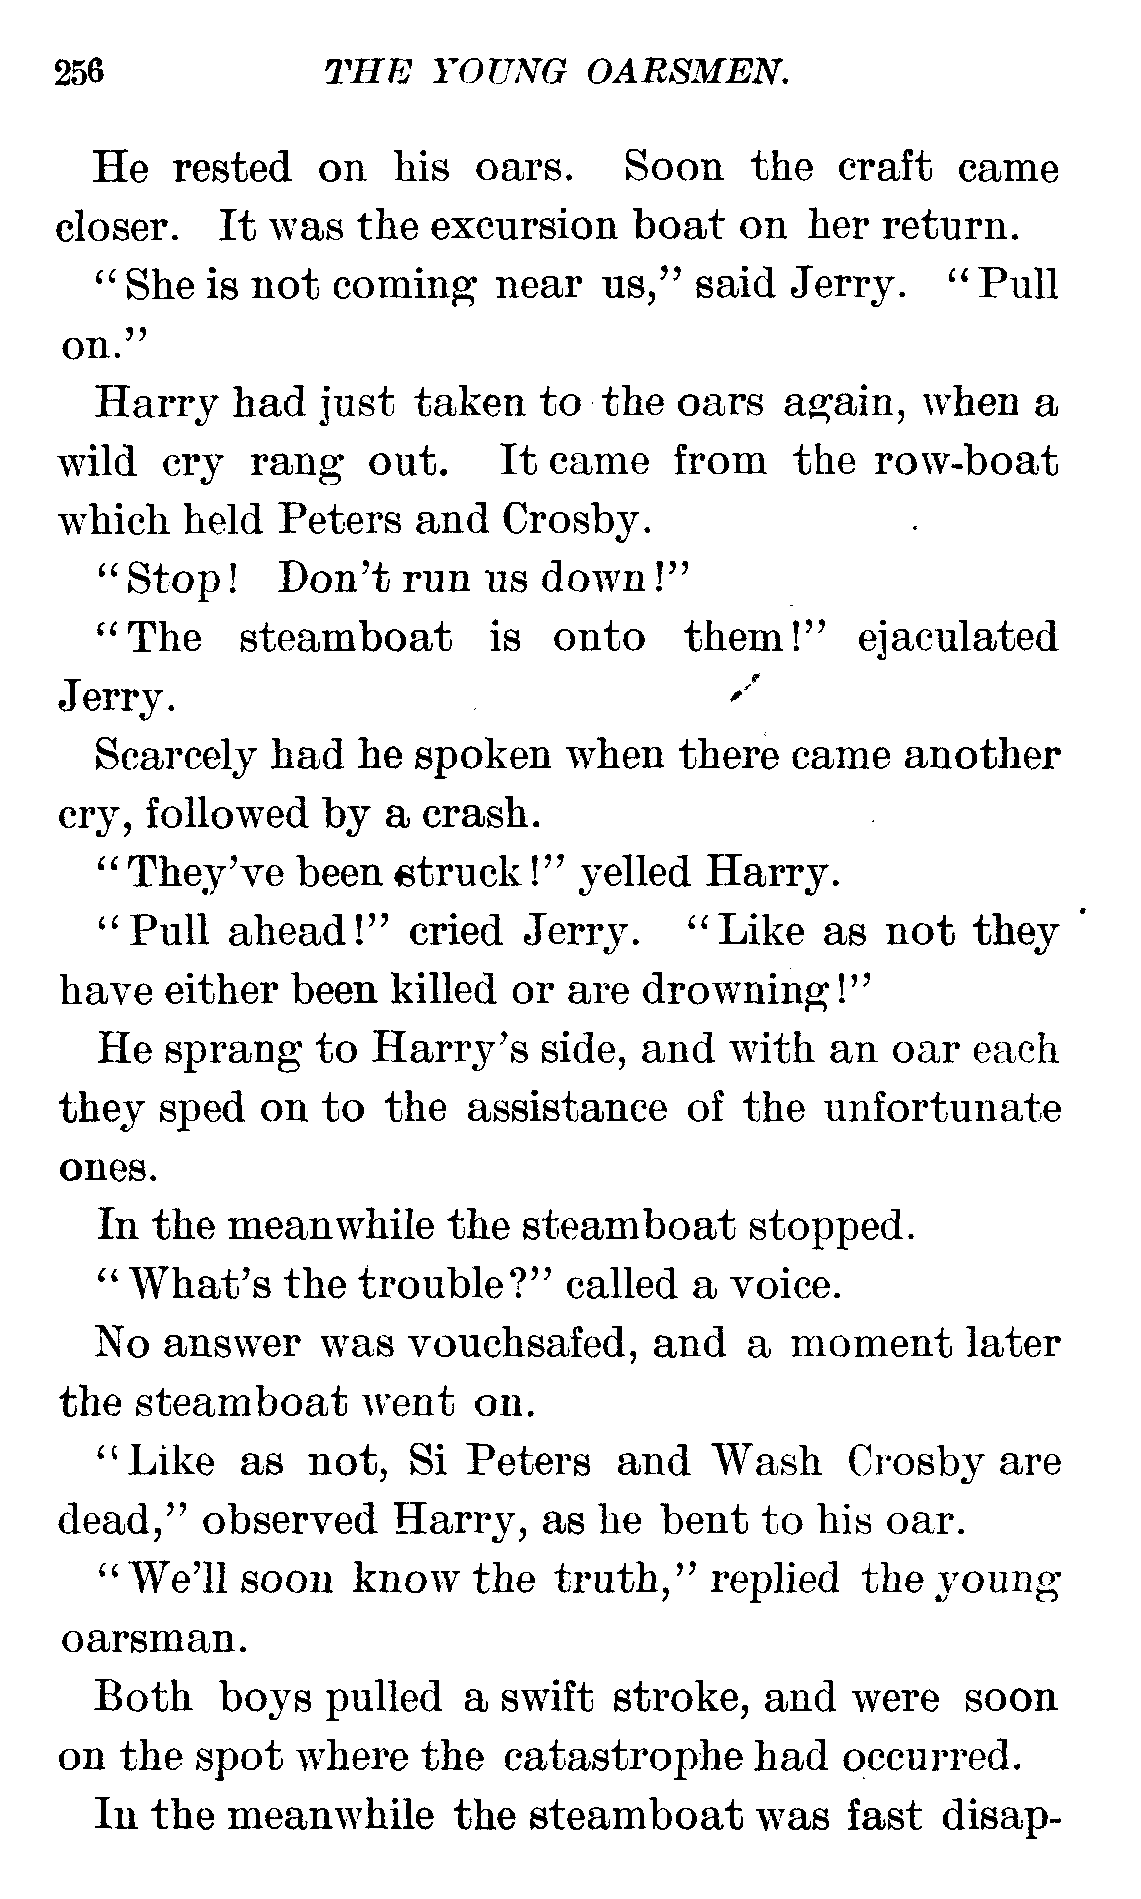 256 THE YOUNG OARSMEN.
He rested on his oars. Soon the craft came
closer. It was the excursion boat on her return.
“She is not coming near us,” said Jerry. “Pull
on.”
Harry had just taken to the oars again, when a
wild cry rang out. It came from the row-boat
which held Peters and Crosby.
“Stop! Don’t run us down!”
“The steamboat is onto them!” ejaculated
Jerry.
Scarcely had he spoken when there came another
cry, followed by a crash.
“They’ve been struck!” yelled Harry.
“Pull ahead!” cried Jerry. “Like as not they
have either been killed or are drowning!”
He sprang to Harry’s side, and with an oar each
they sped on to the assistance of the unfortunate
ones.
In the meanwhile the steamboat stopped.
“What’s the trouble?” called a voice.
No answer was vouchsafed, and a moment later
the steamboat went on.
“Like as not, Si Peters and Wash Crosby are
dead,” observed Harry, as he bent to his oar.
“We’ll soon know the truth,” replied the young
oarsman.
Both boys pulled a swift stroke, and were soon
on the spot where the catastrophe had occurred.
In the meanwhile the steamboat was fast disap-